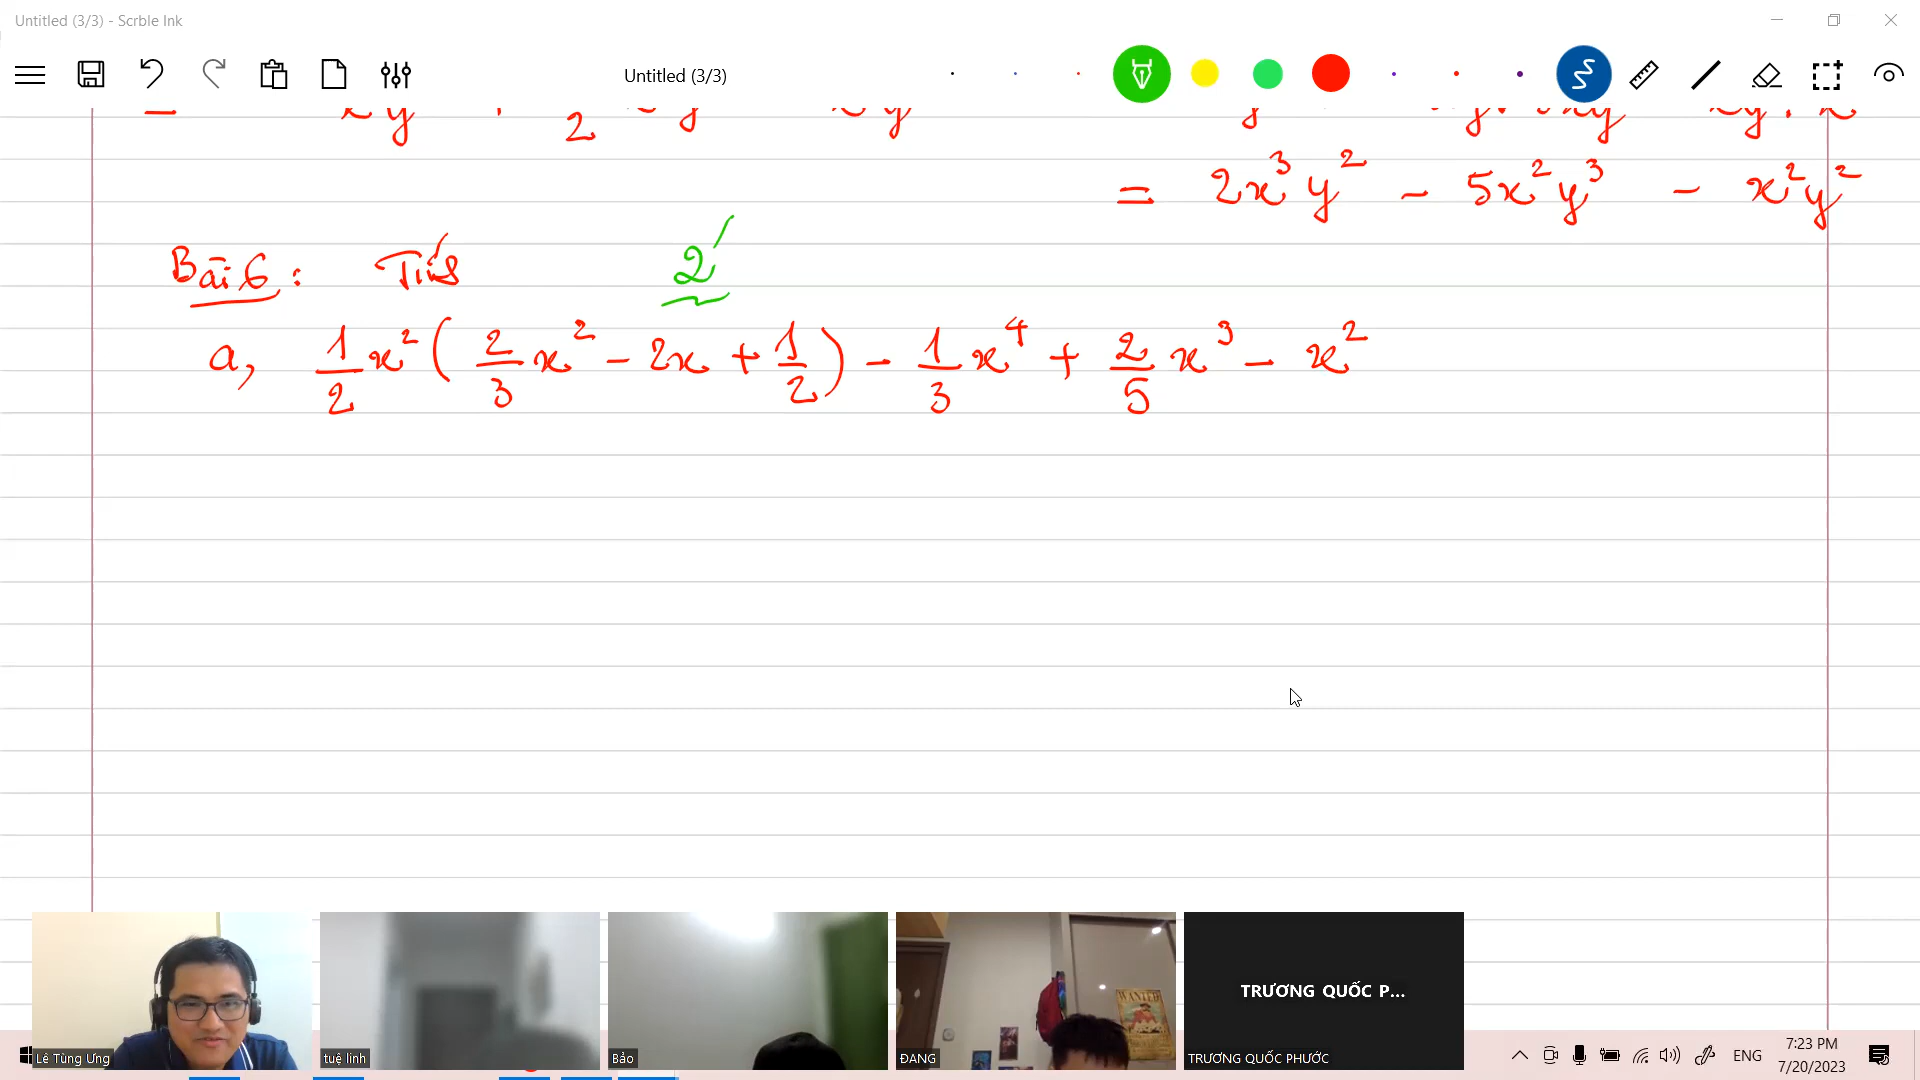 Untitled (3/3) - Scrble Ink
Untitled (3/3)
= 2x³y² - 5x²y³ - x²y²
Bài 6: Tính 2'
a, 1/2 x² ( 2/3 x² - 2x + 1/2 ) - 1/3 x⁴ + 2/5 x³ - x²
WANTED
TRƯƠNG QUỐC P...
Lê Tùng Ưng
tuệ linh
Bảo
ĐANG
TRƯƠNG QUỐC PHƯỚC
ENG
7:23 PM
7/20/2023